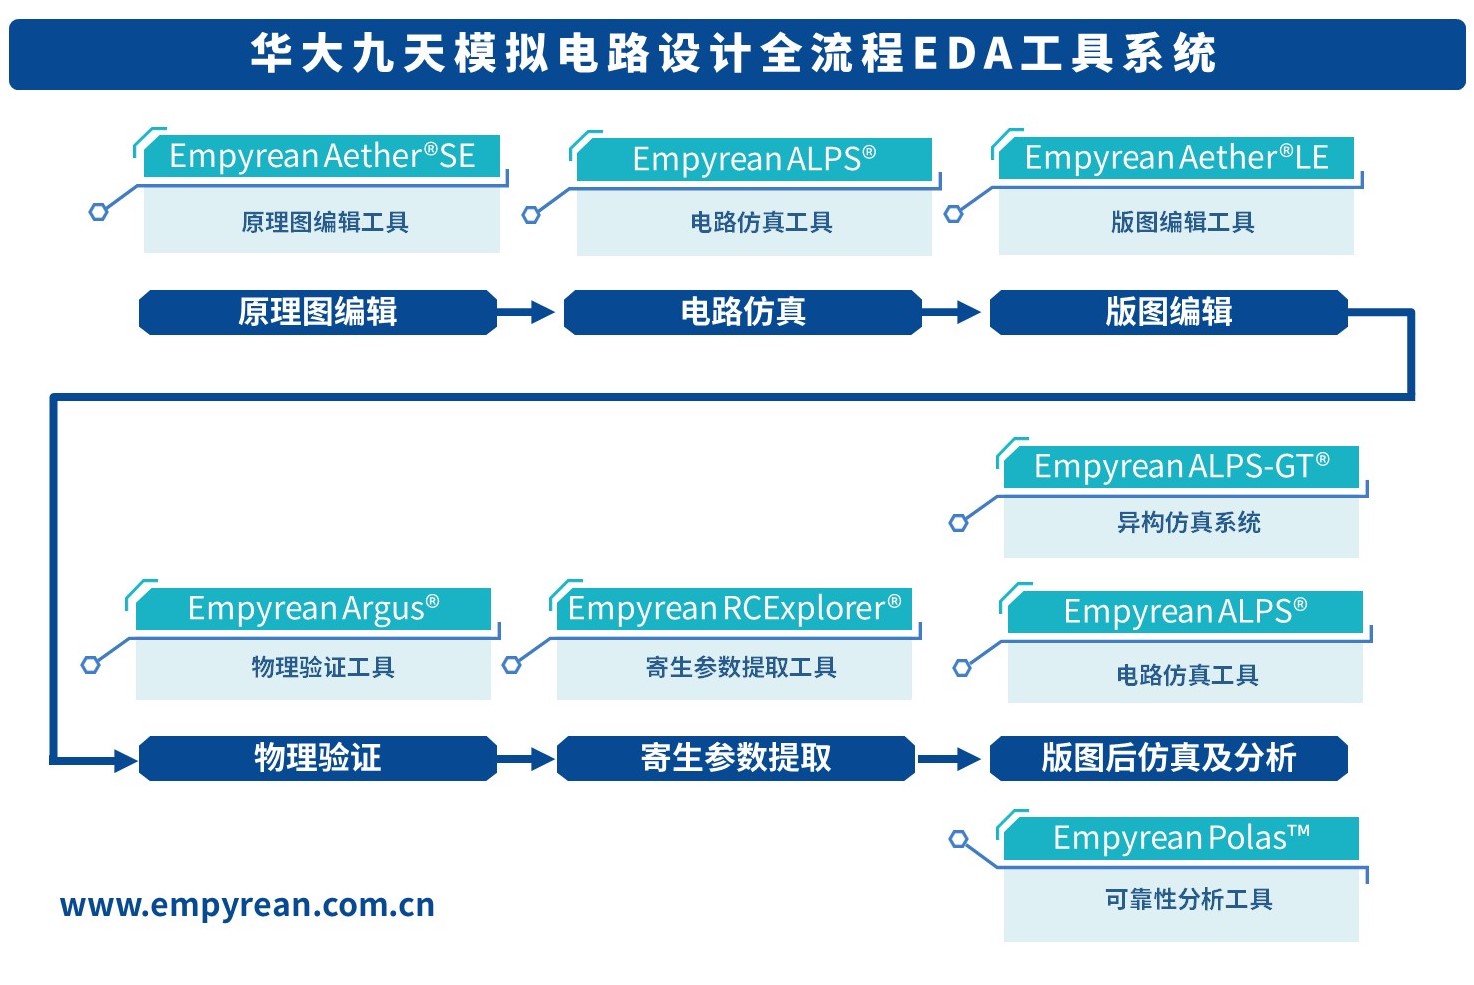 华大九天模拟电路设计全流程EDA工具系统
Empyrean Aether®SE
原理图编辑工具
Empyrean ALPS®
电路仿真工具
Empyrean Aether®LE
版图编辑工具
原理图编辑
电路仿真
版图编辑
Empyrean ALPS-GT®
异构仿真系统
Empyrean Argus®
物理验证工具
Empyrean RCExplorer®
寄生参数提取工具
Empyrean ALPS®
电路仿真工具
物理验证
寄生参数提取
版图后仿真及分析
Empyrean Polas™
可靠性分析工具
www.empyrean.com.cn